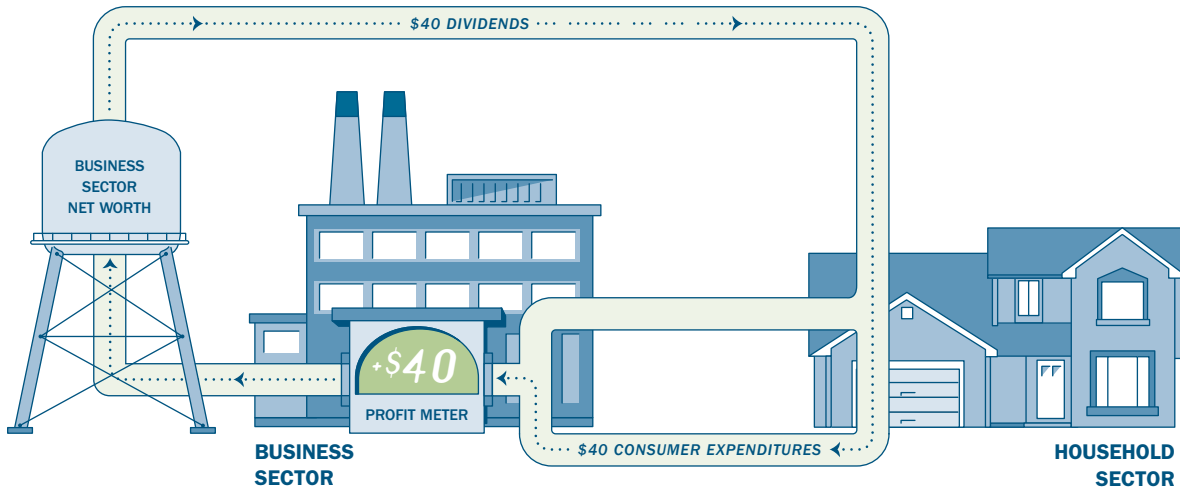 $40 DIVIDENDS
BUSINESS
SECTOR
NET WORTH
+$40
PROFIT METER
$40 CONSUMER EXPENDITURES
BUSINESS
SECTOR
HOUSEHOLD
SECTOR